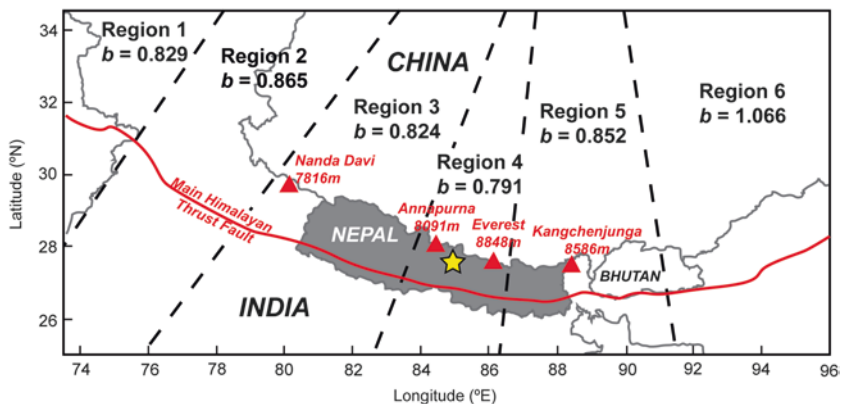 Region 1
b = 0.829
Region 2
b = 0.865
CHINA
Region 3
b = 0.824
Region 4
b = 0.791
Region 5
b = 0.852
Region 6
b = 1.066
Nanda Davi
7816m
Main Himalayan
Thrust Fault
Annapurna
8091m
Everest
8848m
Kangchenjunga
8586m
NEPAL
BHUTAN
INDIA
Latitude (°N)
34
32
30
28
26
74
76
78
80
82
84
86
88
90
92
94
96
Longitude (°E)